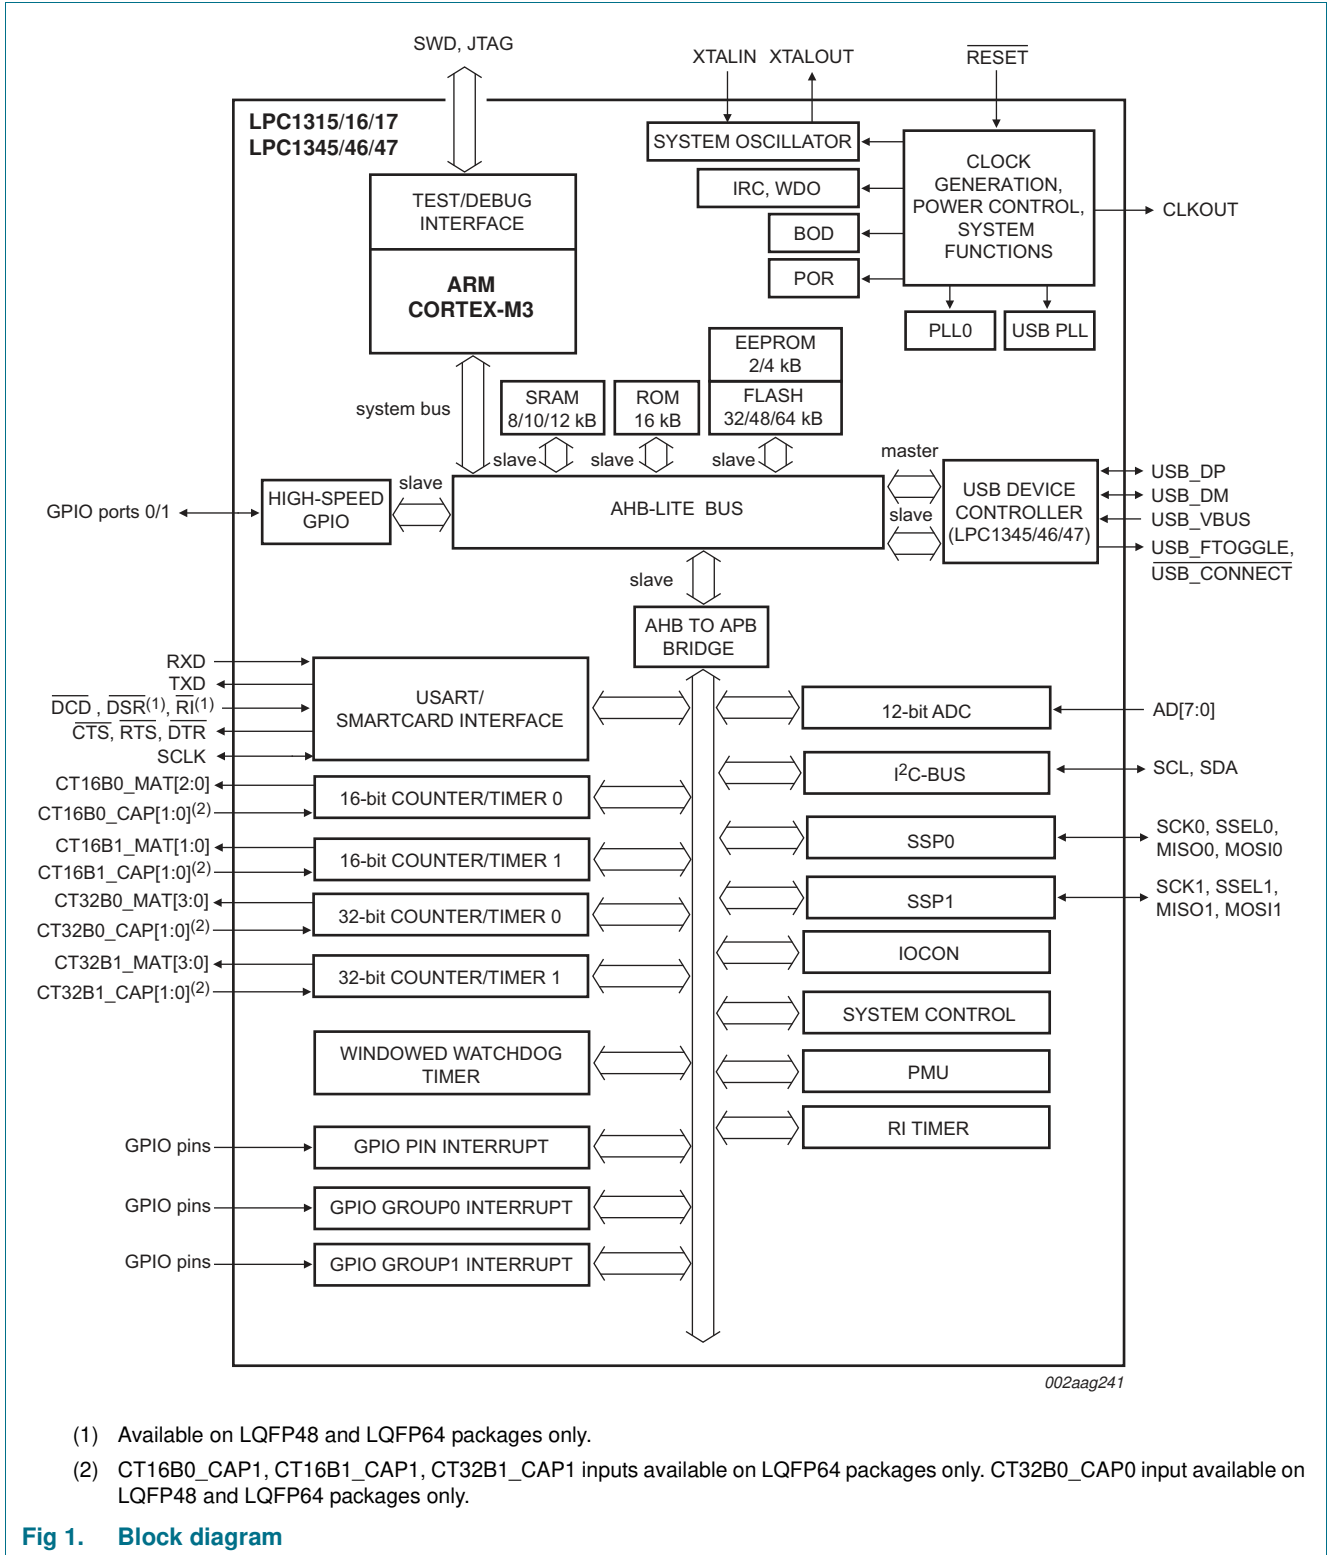 SWD, JTAG
XTALIN XTALOUT
RESET
LPC1315/16/17
LPC1345/46/47
SYSTEM OSCILLATOR
CLOCK
GENERATION,
POWER CONTROL,
SYSTEM
FUNCTIONS
CLKOUT
IRC, WDO
BOD
POR
PLL0
USB PLL
TEST/DEBUG
INTERFACE
ARM
CORTEX-M3
system bus
EEPROM
2/4 kB
SRAM
8/10/12 kB
ROM
16 kB
FLASH
32/48/64 kB
slave
slave
slave
master
slave
slave
GPIO ports 0/1
HIGH-SPEED
GPIO
AHB-LITE BUS
USB DEVICE
CONTROLLER
(LPC1345/46/47)
USB_DP
USB_DM
USB_VBUS
USB_FTOGGLE,
USB_CONNECT
slave
AHB TO APB
BRIDGE
RXD
TXD
DCD , DSR(1), RI(1)
CTS, RTS, DTR
SCLK
USART/
SMARTCARD INTERFACE
CT16B0_MAT[2:0]
CT16B0_CAP[1:0](2)
16-bit COUNTER/TIMER 0
CT16B1_MAT[1:0]
CT16B1_CAP[1:0](2)
16-bit COUNTER/TIMER 1
CT32B0_MAT[3:0]
CT32B0_CAP[1:0](2)
32-bit COUNTER/TIMER 0
CT32B1_MAT[3:0]
CT32B1_CAP[1:0](2)
32-bit COUNTER/TIMER 1
WINDOWED WATCHDOG
TIMER
GPIO pins
GPIO PIN INTERRUPT
GPIO pins
GPIO GROUP0 INTERRUPT
GPIO pins
GPIO GROUP1 INTERRUPT
12-bit ADC
AD[7:0]
I2C-BUS
SCL, SDA
SSP0
SCK0, SSEL0,
MISO0, MOSI0
SSP1
SCK1, SSEL1,
MISO1, MOSI1
IOCON
SYSTEM CONTROL
PMU
RI TIMER
002aag241
(1) Available on LQFP48 and LQFP64 packages only.
(2) CT16B0_CAP1, CT16B1_CAP1, CT32B1_CAP1 inputs available on LQFP64 packages only. CT32B0_CAP0 input available on
LQFP48 and LQFP64 packages only.
Fig 1. Block diagram